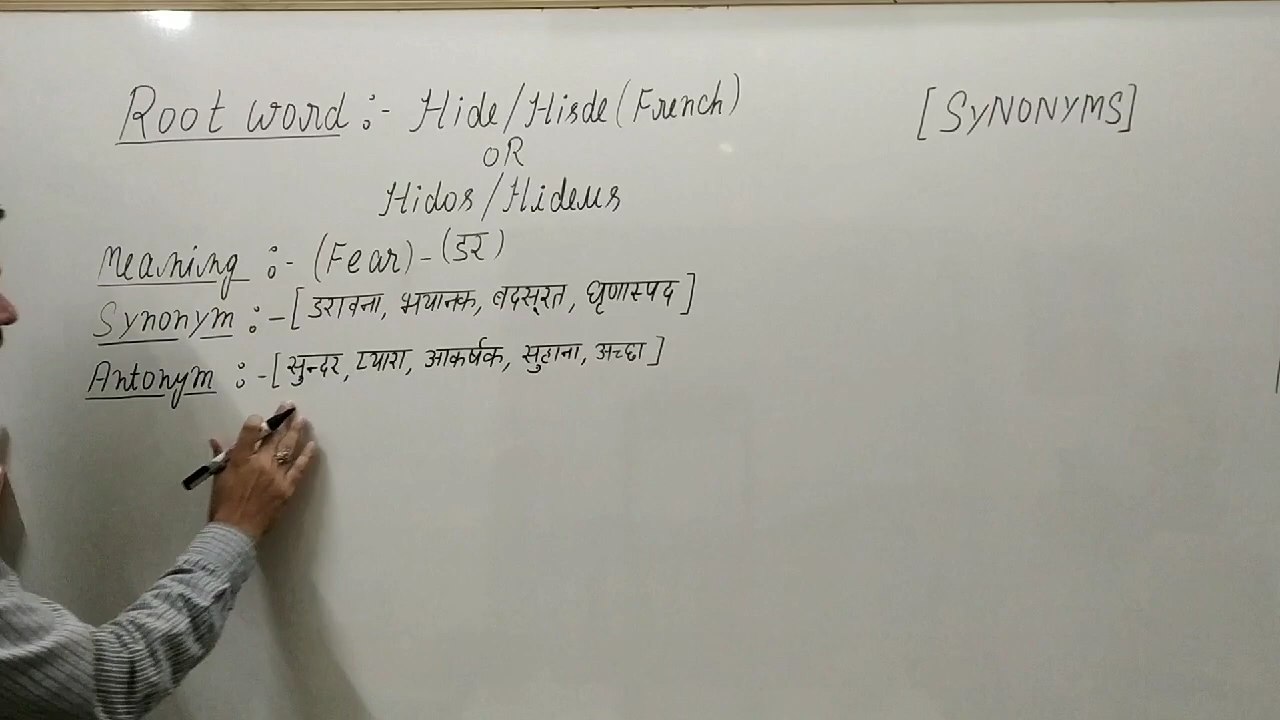 Root word :- Hide/Hisde (French) [SYNONYMS]
OR
Hidos/Hideus
Meaning :- (Fear) - (डर)
Synonym :- [डरावना, भयानक, बदसूरत, घृणास्पद]
Antonym :- [सुन्दर, प्यारा, आकर्षक, सुहाना, अच्छा]